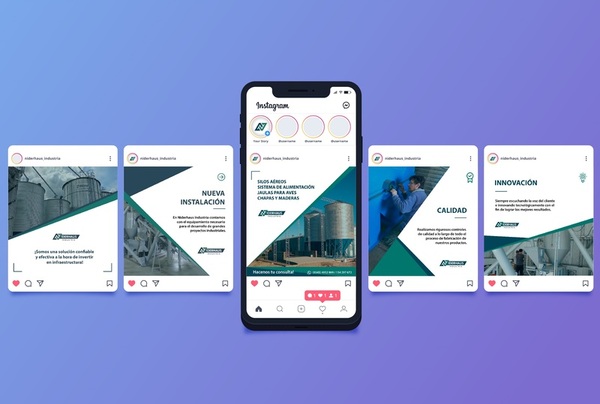 Instagram
Your Story
Username
Username
Username
niderhaus_industria
¡Somos una solución confiable
y efectiva a la hora de invertir
en infraestructura!
niderhaus_industria
NUEVA
INSTALACIÓN
En Niderhaus Industria contamos
con el equipamiento necesario
para el desarrollo de grandes
proyectos industriales.
niderhaus_industria
SILOS AÉREOS
SISTEMA DE ALIMENTACIÓN
JAULAS PARA AVES
CHAPAS Y MADERAS
Hacenos tu consulta!
niderhaus_industria
CALIDAD
Realizamos rigurosos controles
de calidad a lo largo de todo el
proceso de fabricación de
nuestros productos.
niderhaus_industria
INNOVACIÓN
Siempre escuchando la voz del cliente
e innovando tecnológicamente con el
fin de lograr los mejores resultados.